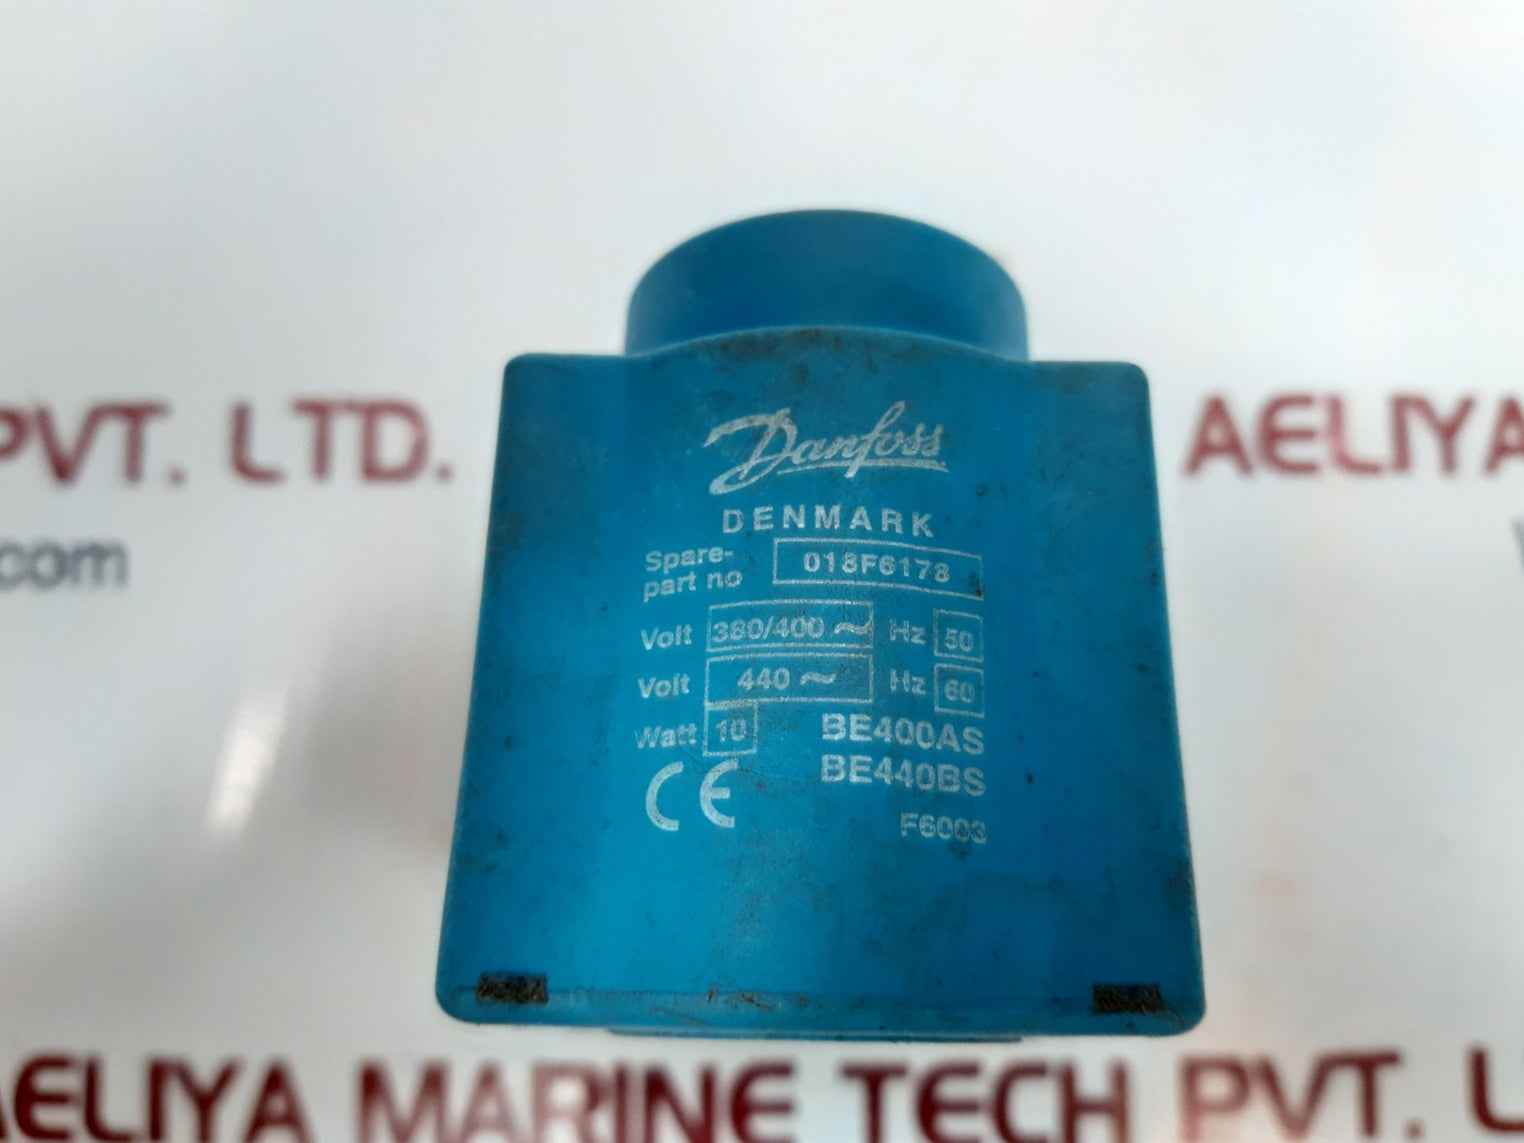 PVT. LTD.
AELIYA
.com
Danfoss
DENMARK
Spare-
part no 018F6178
Volt 380/400 ~ Hz 50
Volt 440 ~ Hz 60
Watt 10 BE400AS
BE440BS
CE
F6003
AELIYA MARINE TECH PVT. L